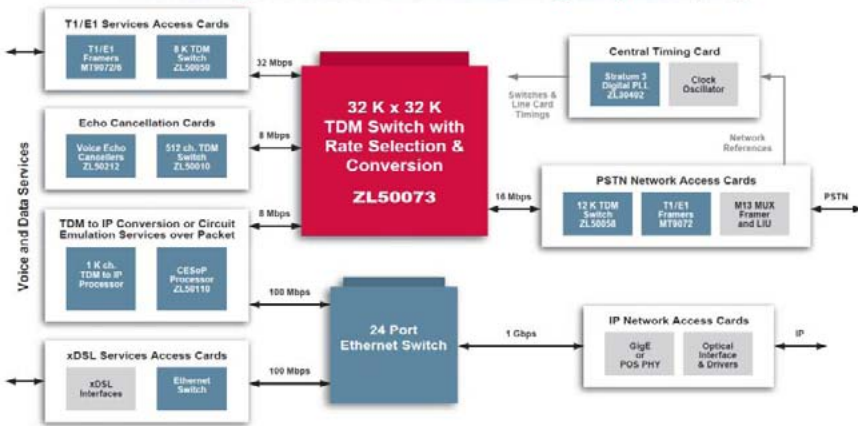 T1/E1 Services Access Cards
T1/E1
Framers
MT9072/6
8 K TDM
Switch
ZL50050
32 Mbps
Echo Cancellation Cards
Voice Echo
Cancellers
ZL50212
512 ch. TDM
Switch
ZL50010
8 Mbps
TDM to IP Conversion or Circuit
Emulation Services over Packet
1 K ch.
TDM to IP
Processor
CESoP
Processor
ZL50110
8 Mbps
100 Mbps
xDSL Services Access Cards
xDSL
Interfaces
Ethernet
Switch
100 Mbps
Voice and Data Services
32 K x 32 K
TDM Switch with
Rate Selection &
Conversion
ZL50073
24 Port
Ethernet Switch
Central Timing Card
Stratum 3
Digital PLL
ZL30402
Clock
Oscillator
Switches &
Line Card
Timings
Network
References
16 Mbps
PSTN Network Access Cards
12 K TDM
Switch
ZL50058
T1/E1
Framers
MT9072
M13 MUX
Framer
and LIU
PSTN
1 Gbps
IP Network Access Cards
GigE
or
POS PHY
Optical
Interface
& Drivers
IP